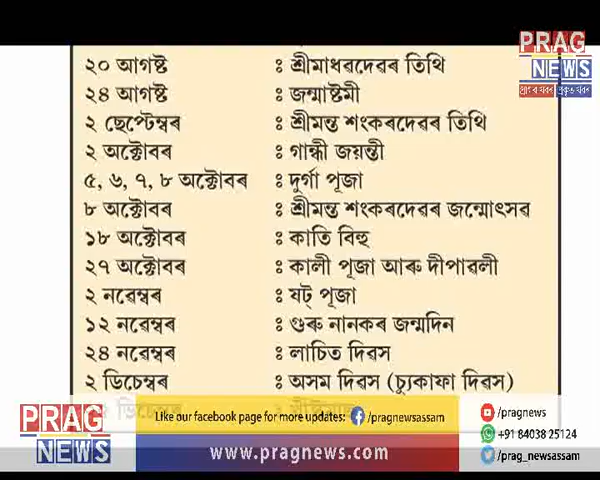 PRAG
NEWS
২০ আগষ্ট : শ্ৰীমাধৱদেৱৰ তিথি
২৪ আগষ্ট : জন্মাষ্টমী
২ ছেপ্টেম্বৰ : শ্ৰীমন্ত শংকৰদেৱৰ তিথি
২ অক্টোবৰ : গান্ধী জয়ন্তী
৫, ৬, ৭, ৮ অক্টোবৰ : দুৰ্গা পূজা
৮ অক্টোবৰ : শ্ৰীমন্ত শংকৰদেৱৰ জন্মোৎসৱ
১৮ অক্টোবৰ : কাতি বিহু
২৭ অক্টোবৰ : কালী পূজা আৰু দীপাৱলী
২ নৱেম্বৰ : ষট্ পূজা
১২ নৱেম্বৰ : গুৰু নানকৰ জন্মদিন
২৪ নৱেম্বৰ : লাচিত দিৱস
২ ডিচেম্বৰ : অসম দিৱস (চ্যুকাফা দিৱস)
PRAG
NEWS
Like our facebook page for more updates: /pragnewsassam
www.pragnews.com
/pragnews
+91 84038 25124
/prag_newsassam